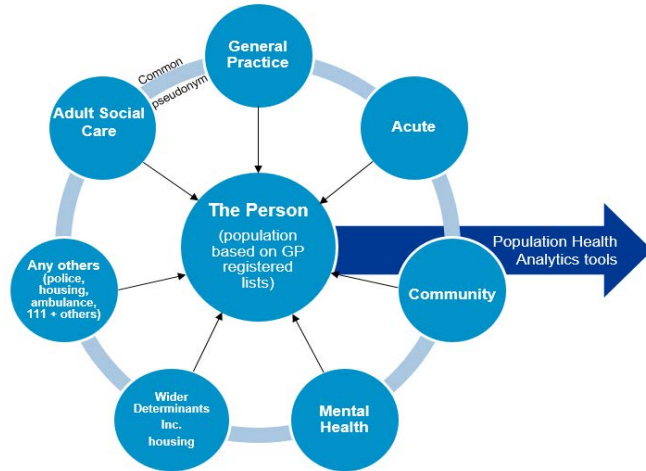 General
Practice
Common
pseudonym
Adult Social
Care
Acute
The Person
(population
based on GP
registered
lists)
Population Health
Analytics tools
Any others
(police,
housing,
ambulance,
111 + others)
Community
Wider
Determinants
Inc.
housing
Mental
Health